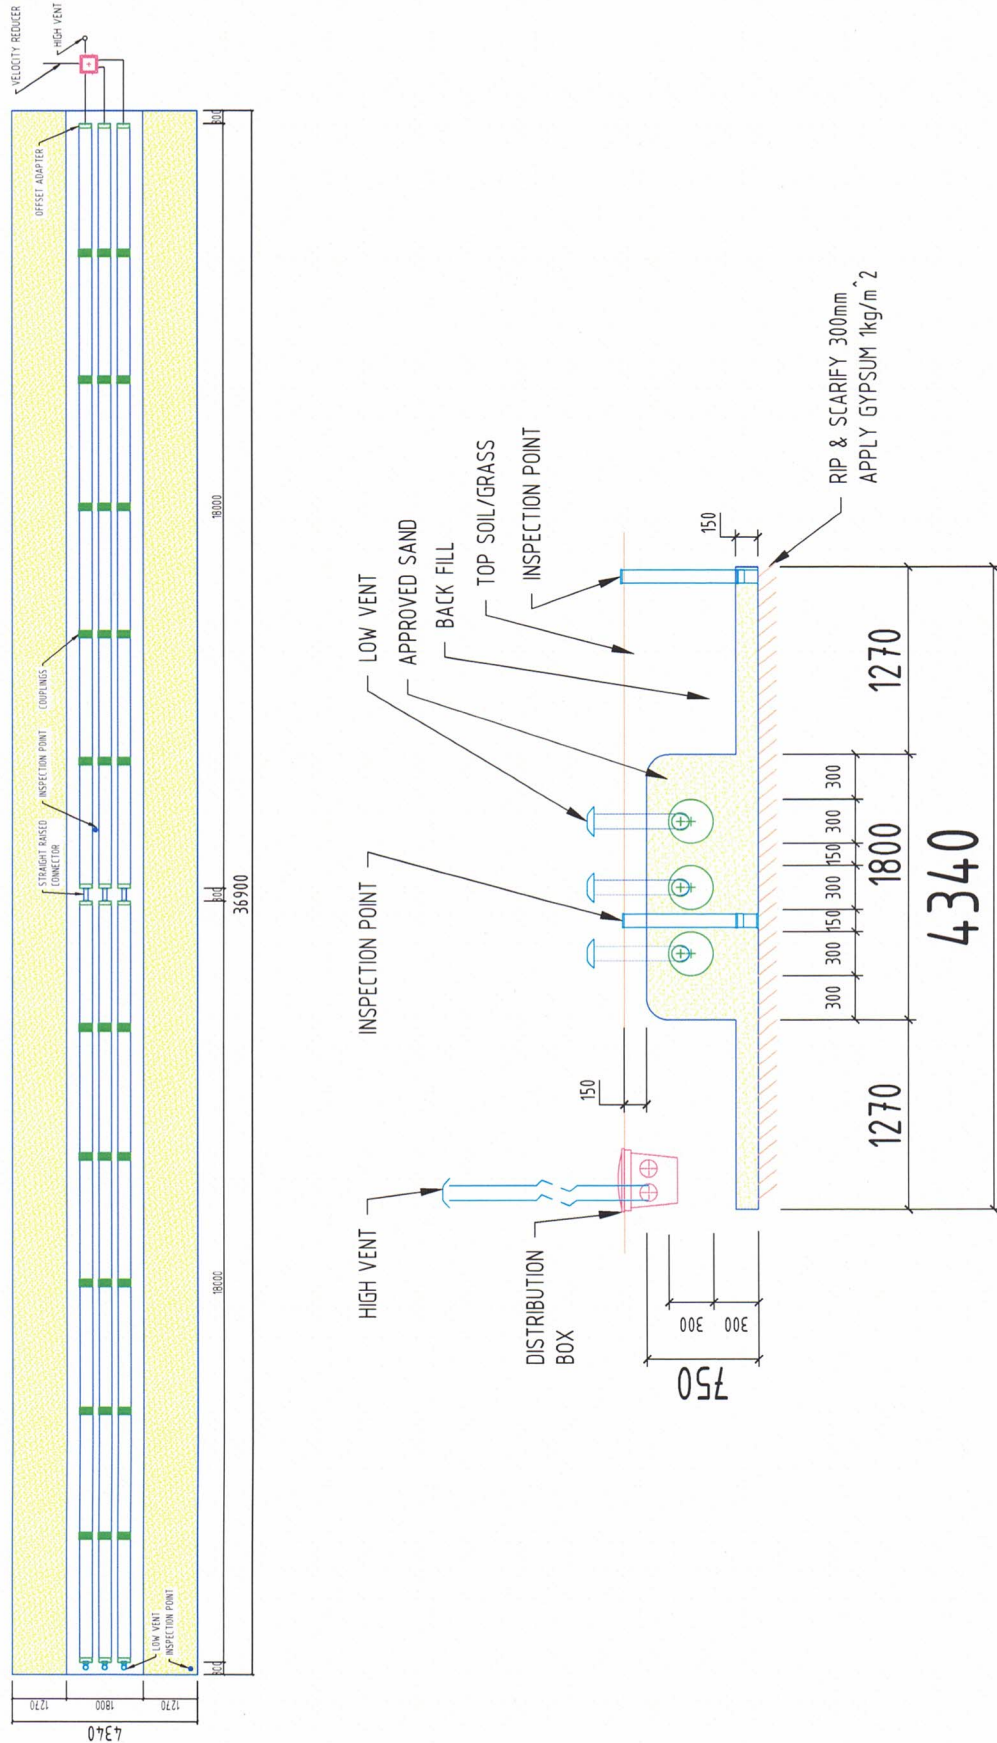 VELOCITY REDUCER
HIGH VENT
OFFSET ADAPTER
COUPLINGS
INSPECTION POINT
STRAIGHT RAISED
CONNECTOR
LOW VENT
INSPECTION POINT
1270
1800
1270
4340
300
18000
300
18000
300
36900
HIGH VENT
DISTRIBUTION
BOX
INSPECTION POINT
LOW VENT
APPROVED SAND
BACK FILL
TOP SOIL/GRASS
INSPECTION POINT
150
150
RIP & SCARIFY 300mm
APPLY GYPSUM 1kg/m^2
300
300
750
300
300
150
300
150
300
300
1270
1800
1270
4340